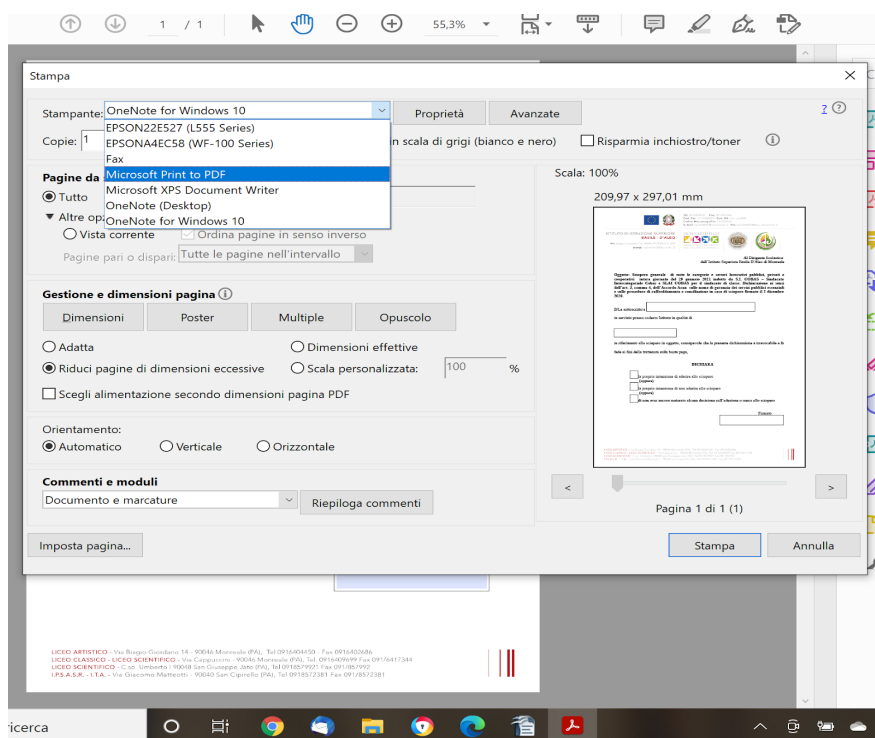 1 / 1
55,3%
Stampa
Stampante:
OneNote for Windows 10
Proprietà
Avanzate
?
EPSON22E527 (L555 Series)
EPSONA4EC58 (WF-100 Series)
Fax
Microsoft Print to PDF
Microsoft XPS Document Writer
OneNote (Desktop)
OneNote for Windows 10
Copie: 1
in scala di grigi (bianco e nero)
Risparmia inchiostro/toner
Pagine da
Tutto
Altre op
Vista corrente
Ordina pagine in senso inverso
Pagine pari o dispari:
Tutte le pagine nell'intervallo
Gestione e dimensioni pagina
Dimensioni
Poster
Multiple
Opuscolo
Adatta
Dimensioni effettive
Riduci pagine di dimensioni eccessive
Scala personalizzata:
100
%
Scegli alimentazione secondo dimensioni pagina PDF
Orientamento:
Automatico
Verticale
Orizzontale
Commenti e moduli
Documento e marcature
Riepiloga commenti
Scala: 100%
209,97 x 297,01 mm
Al Dirigente Scolastico
DICHIARA
(oppure)
(oppure)
Firmato
<
>
Pagina 1 di 1 (1)
Imposta pagina...
Stampa
Annulla
LICEO ARTISTICO - Via Biagio Giordano 14 - 90046 Monreale (PA), Tel 0916404450 - Fax 0916402686
LICEO CLASSICO - LICEO SCIENTIFICO - Via Cappuccini - 90046 Monreale (PA), Tel. 0916409699 Fax 091/6417344
LICEO SCIENTIFICO - C.so Umberto I 90048 San Giuseppe Jato (PA), Tel 0918579921 Fax 091/857992
I.P.S.A.S.R. - I.T.A. - Via Giacomo Matteotti - 90040 San Cipirello (PA), Tel 0918572381 Fax 091/8572381
ricerca